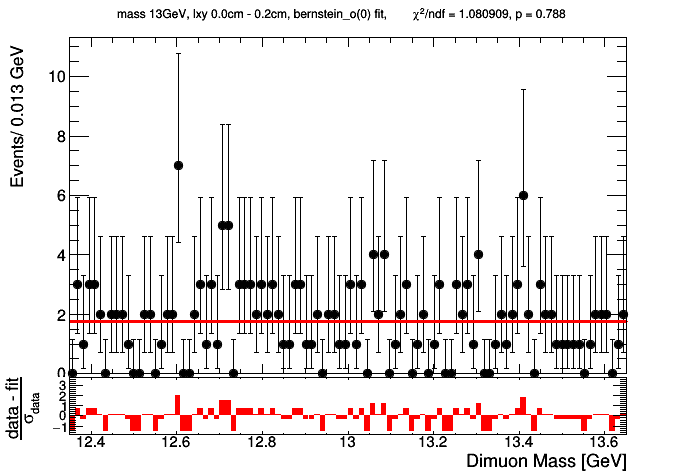 mass 13GeV, lxy 0.0cm - 0.2cm, bernstein_o(0) fit, χ²/ndf = 1.080909, p = 0.788
Events/ 0.013 GeV
10
8
6
4
2
0
data - fit
σdata
3
2
1
0
−1
12.4 12.6 12.8 13 13.2 13.4 13.6
Dimuon Mass [GeV]